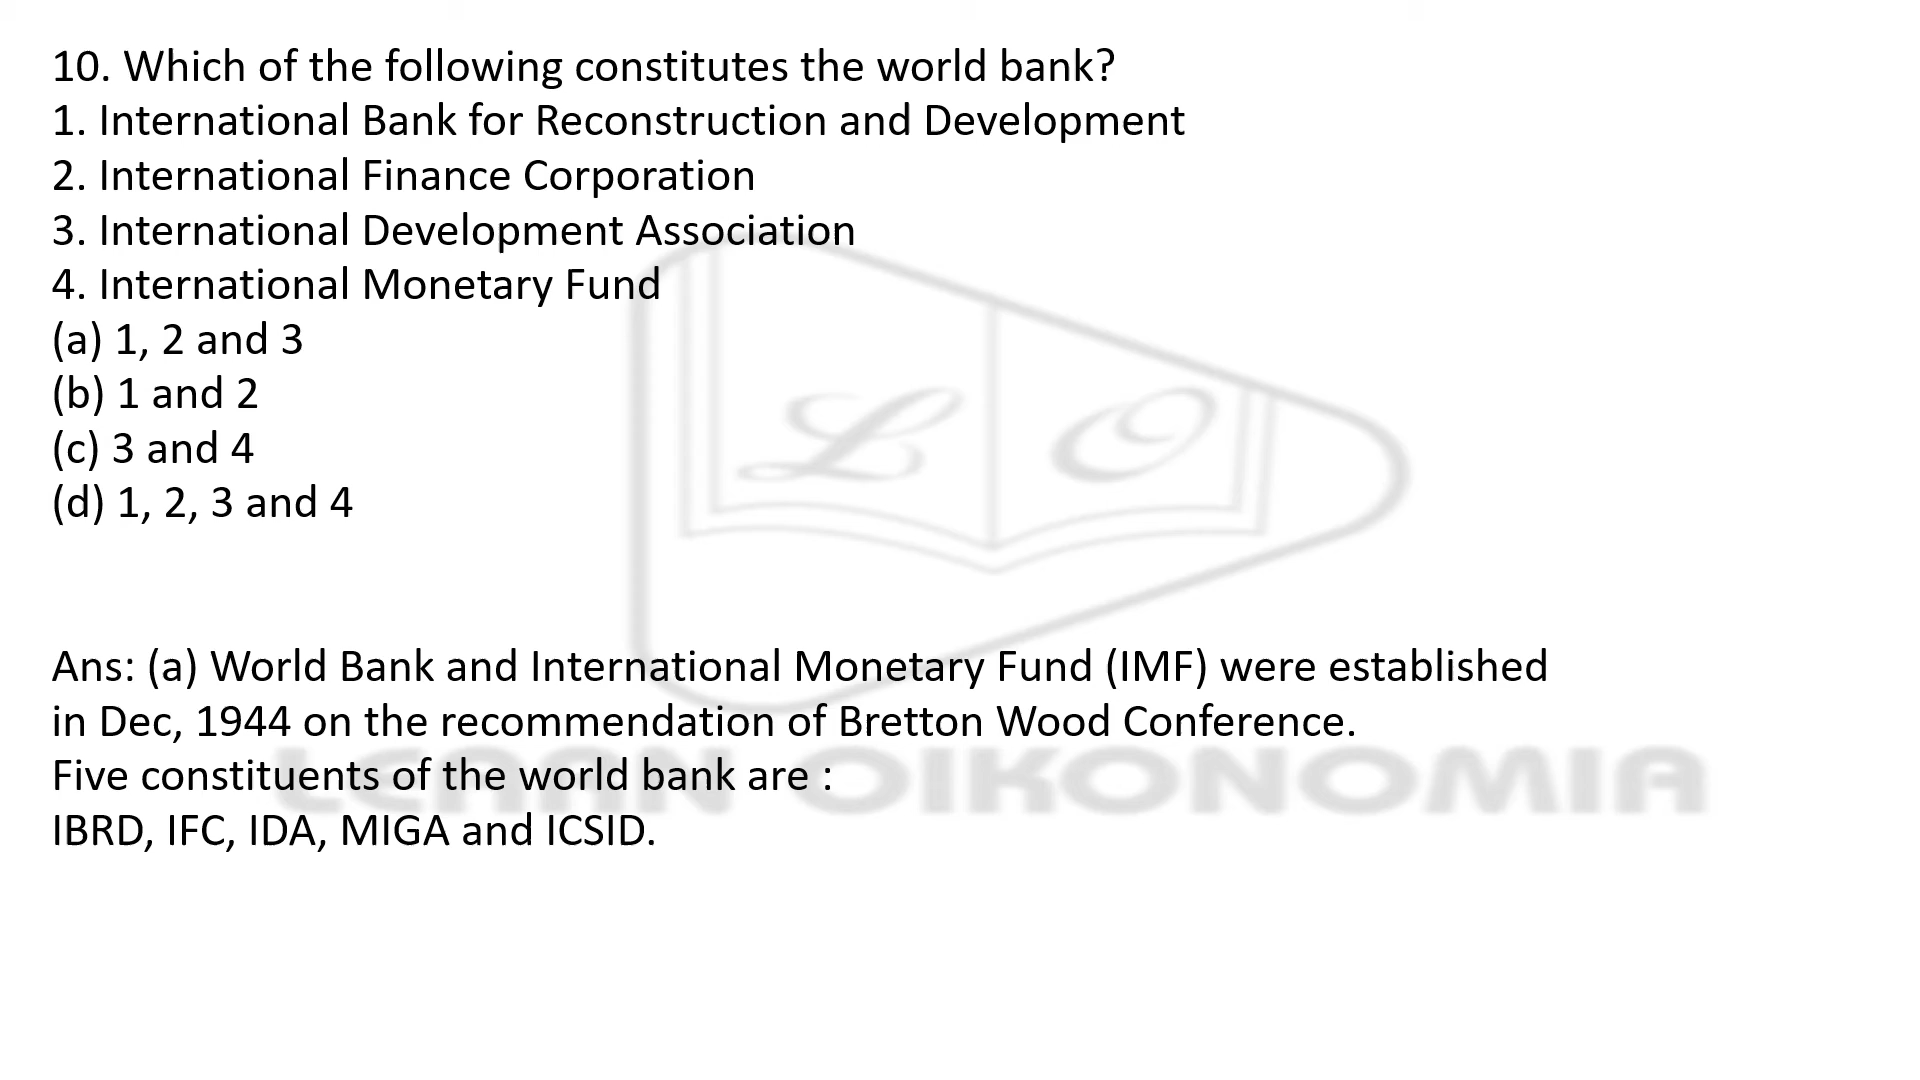 10. Which of the following constitutes the world bank?
1. International Bank for Reconstruction and Development
2. International Finance Corporation
3. International Development Association
4. International Monetary Fund
(a) 1, 2 and 3
(b) 1 and 2
(c) 3 and 4
(d) 1, 2, 3 and 4
L O
Ans: (a) World Bank and International Monetary Fund (IMF) were established
in Dec, 1944 on the recommendation of Bretton Wood Conference.
LEARN OIKONOMIA
Five constituents of the world bank are :
IBRD, IFC, IDA, MIGA and ICSID.